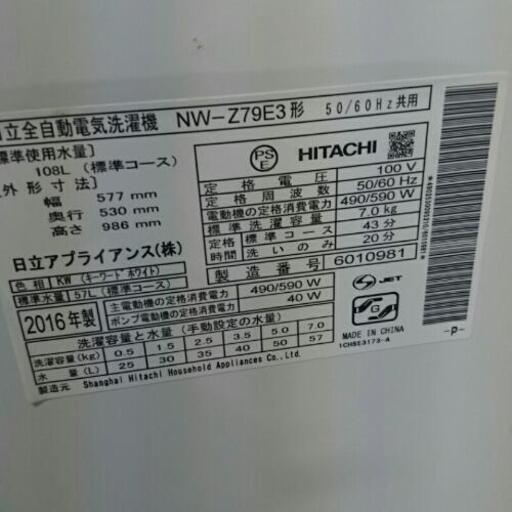 立全自動電気洗濯機 NW-Z79E3形 50/60Hz共用
標準使用水量]
108L (標準コース)
外形寸法]
幅 577 mm
奥行 530 mm
高さ 986 mm
日立アプライアンス(株)
色相 KW (キーワード ホワイト)
標準水量 57L (標準コース)
2016年製
PS
E
HITACHI
定格電圧 100 V
定格周波数 50/60 Hz
電動機の定格消費電力 490/590 W
標準洗濯容量 7.0 kg
定格時間 標準 43分
洗いのみ 20分
製造番号 6010981
主電動機の定格消費電力 490/590 W
ポンプ電動機の定格消費電力 40 W
洗濯容量と水量 (手動設定の水量)
洗濯容量(kg) 0.5 1.5 2.5 3.5 5.0 7.0
水量(L) 25 30 35 40 50 57
製造元 Shanghai Hitachi Household Appliances Co., Ltd.
JET
MADE IN CHINA
1CHSE3173-A
-P-